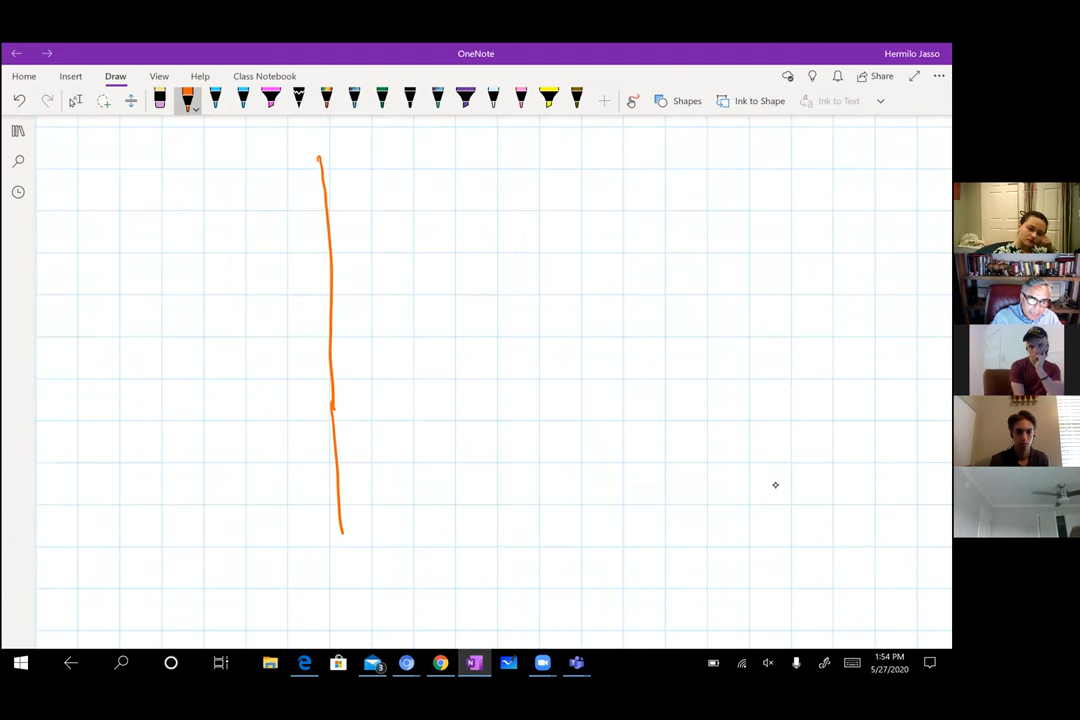 OneNote
Hermilo Jasso
Home Insert Draw View Help Class Notebook
Share
Shapes Ink to Shape Ink to Text
3
N
1:54 PM
5/27/2020